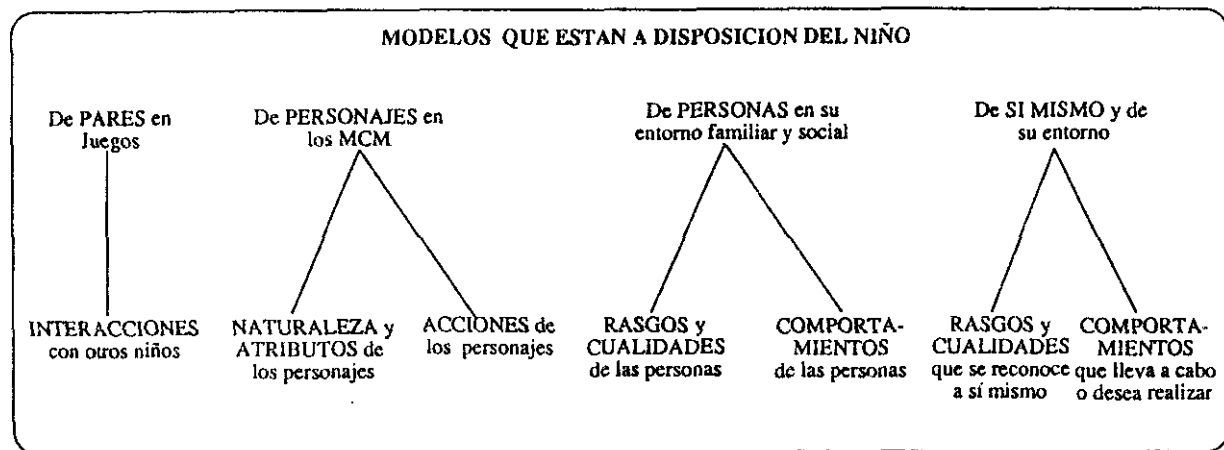 MODELOS QUE ESTAN A DISPOSICION DEL NIÑO
De PARES en
Juegos
De PERSONAJES en
los MCM
De PERSONAS en su
entorno familiar y social
De SI MISMO y de
su entorno
INTERACCIONES
con otros niños
NATURALEZA y
ATRIBUTOS de
los personajes
ACCIONES de
los personajes
RASGOS y
CUALIDADES
de las personas
COMPORTA-
MIENTOS
de las personas
RASGOS y
CUALIDADES
que se reconoce
a sí mismo
COMPORTA-
MIENTOS
que lleva a cabo
o desea realizar